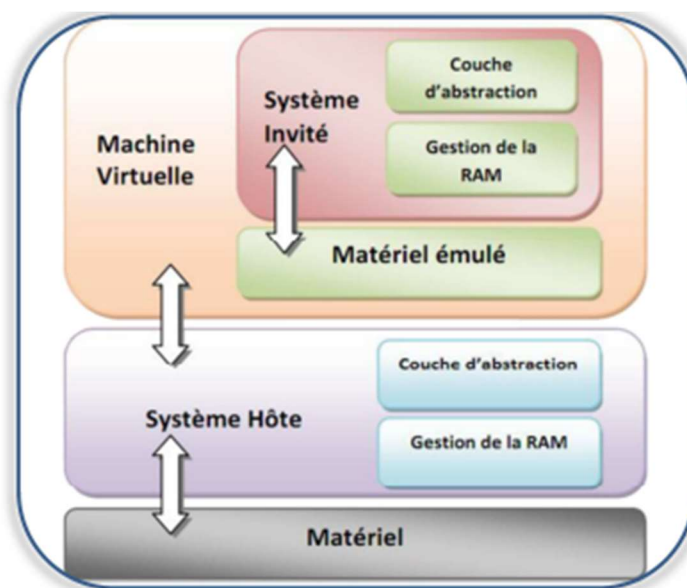 Machine
Virtuelle
Système
Invité
Couche
d'abstraction
Gestion de la
RAM
Matériel émulé
Système Hôte
Couche d'abstraction
Gestion de la RAM
Matériel